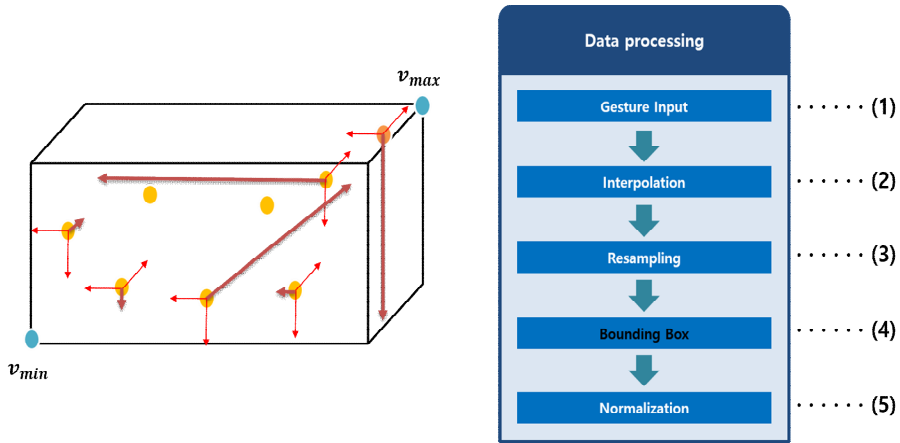 v_max
v_min
Data processing
Gesture Input ······ (1)
Interpolation ······ (2)
Resampling ······ (3)
Bounding Box ······ (4)
Normalization ······ (5)